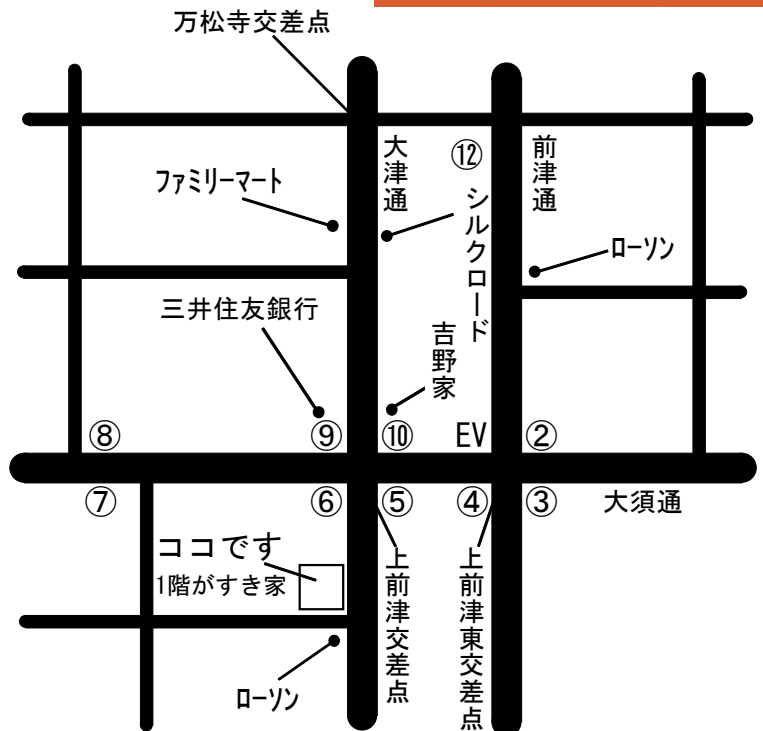 万松寺交差点
ファミリーマート
大津通
⑫
シルクロード
前津通
ローソン
三井住友銀行
吉野家
⑧
⑨
⑩
EV
②
⑦
⑥
⑤
④
③
大須通
ココです
1階がすき家
上前津交差点
上前津東交差点
ローソン